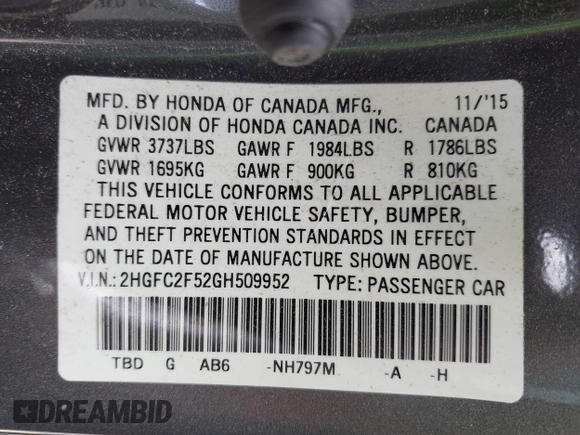 MFD. BY HONDA OF CANADA MFG., 11/'15
A DIVISION OF HONDA CANADA INC. CANADA
GVWR 3737LBS GAWR F 1984LBS R 1786LBS
GVWR 1695KG GAWR F 900KG R 810KG
THIS VEHICLE CONFORMS TO ALL APPLICABLE
FEDERAL MOTOR VEHICLE SAFETY, BUMPER,
AND THEFT PREVENTION STANDARDS IN EFFECT
ON THE DATE OF MANUFACTURE SHOWN ABOVE.
V.I.N.: 2HGFC2F52GH509952 TYPE: PASSENGER CAR
TBD G AB6 -NH797M -A -H
DREAMBID